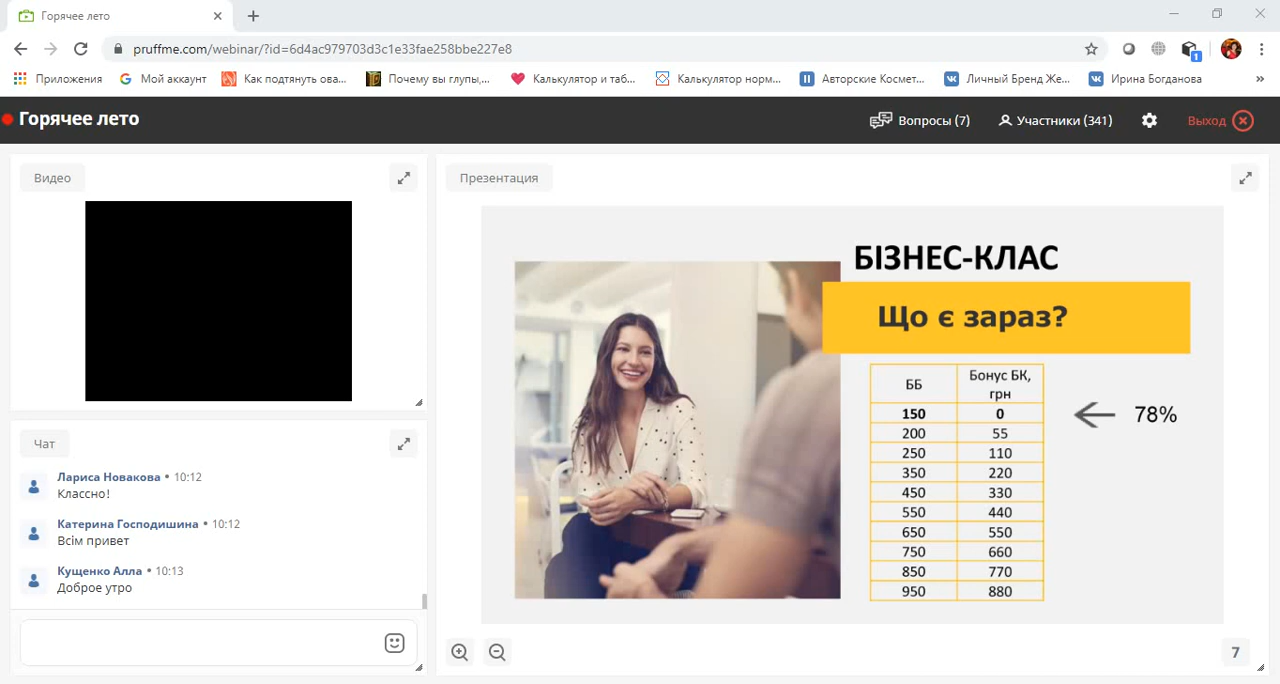 Горячее лето
pruffme.com/webinar/?id=6d4ac979703d3c1e33fae258bbe227e8
Приложения
Мой аккаунт
Как подтянуть ова...
Почему вы глупы,...
Калькулятор и таб...
Калькулятор норм...
Авторские Космет...
Личный Бренд Же...
Ирина Богданова
»
1
Горячее лето
Вопросы (7)
Участники (341)
Выход
Видео
Чат
Лариса Новакова • 10:12
Классно!
Катерина Господишина • 10:12
Всім привет
Кущенко Алла • 10:13
Доброе утро
Презентация
БІЗНЕС-КЛАС
Що є зараз?
ББ Бонус БК,
грн
150 0
200 55
250 110
350 220
450 330
550 440
650 550
750 660
850 770
950 880
78%
7